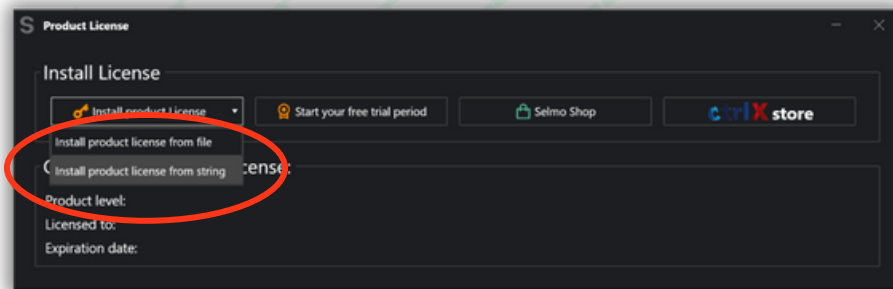 S Product License
Install License
Install product License
Start your free trial period
Selmo Shop
ctrlX store
Install product license from file
Install product license from string
cense:
Product level:
Licensed to:
Expiration date: